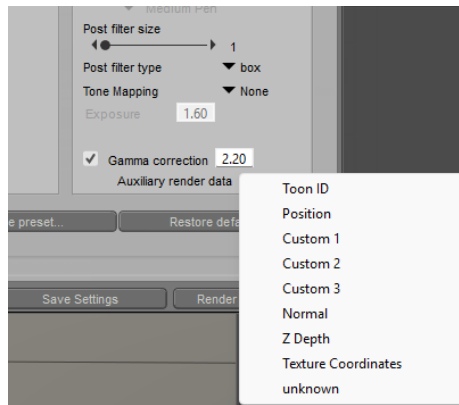 Medium Pen
Post filter size
1
Post filter type
box
Tone Mapping
None
Exposure
1.60
Gamma correction
2.20
Auxiliary render data
Toon ID
Position
Custom 1
Custom 2
Custom 3
Normal
Z Depth
Texture Coordinates
unknown
e preset...
Restore defa
Save Settings
Render